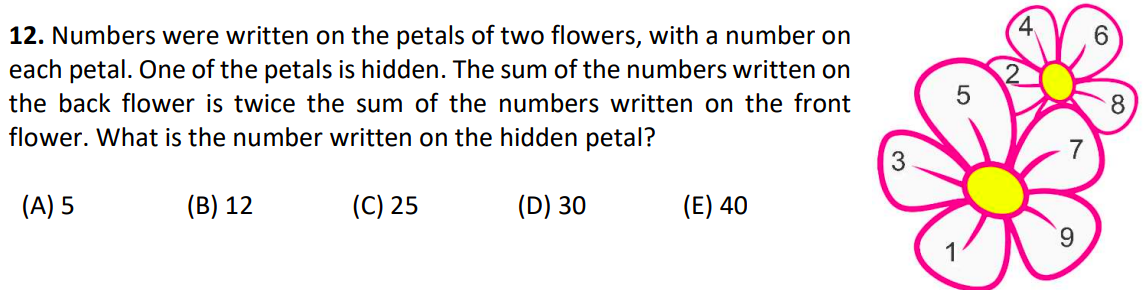 12. Numbers were written on the petals of two flowers, with a number on
each petal. One of the petals is hidden. The sum of the numbers written on
the back flower is twice the sum of the numbers written on the front
flower. What is the number written on the hidden petal?
(A) 5 (B) 12 (C) 25 (D) 30 (E) 40
4
6
2
8
5
7
3
9
1